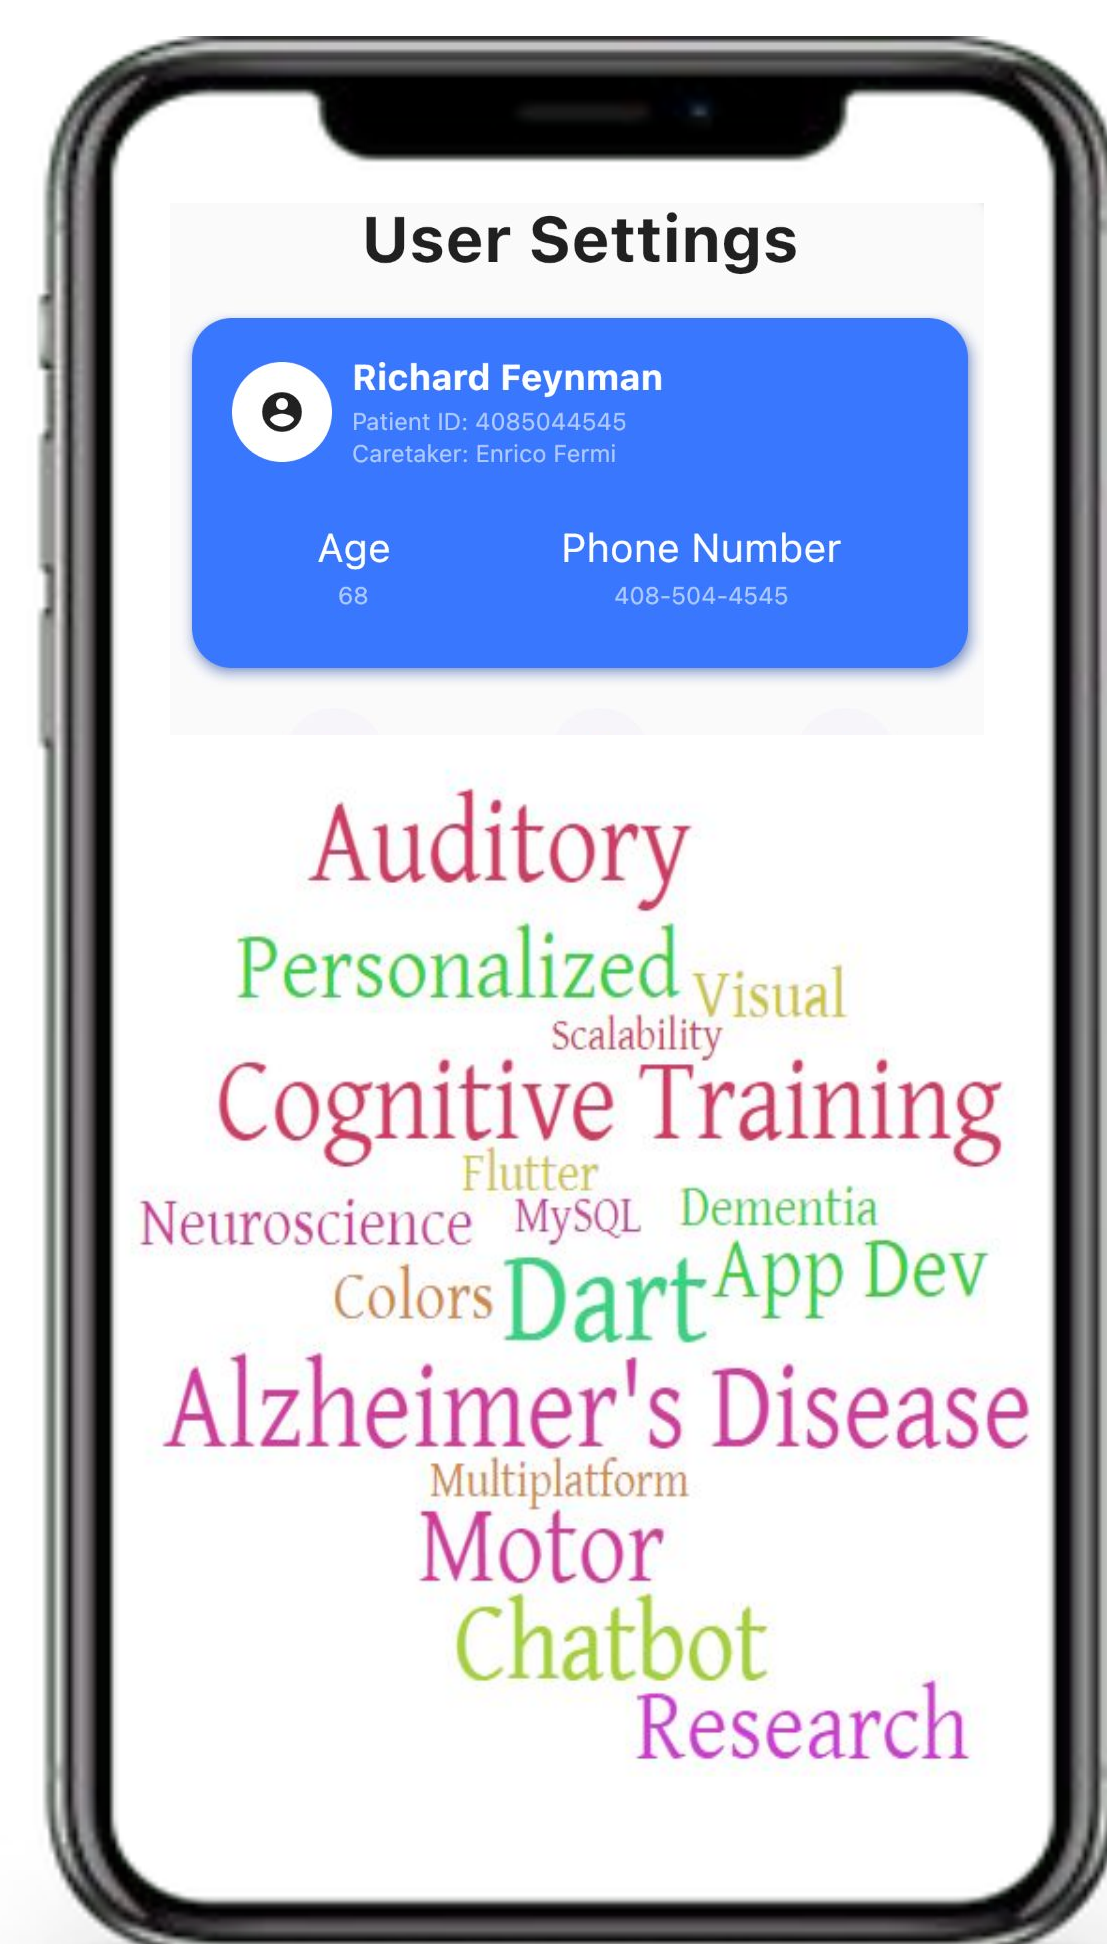 User Settings
Richard Feynman
Patient ID: 4085044545
Caretaker: Enrico Fermi
Age Phone Number
68 408-504-4545
Auditory
Personalized Visual
Scalability
Cognitive Training
Flutter
Neuroscience MySQL Dementia
Colors Dart App Dev
Alzheimer's Disease
Multiplatform
Motor
Chatbot
Research